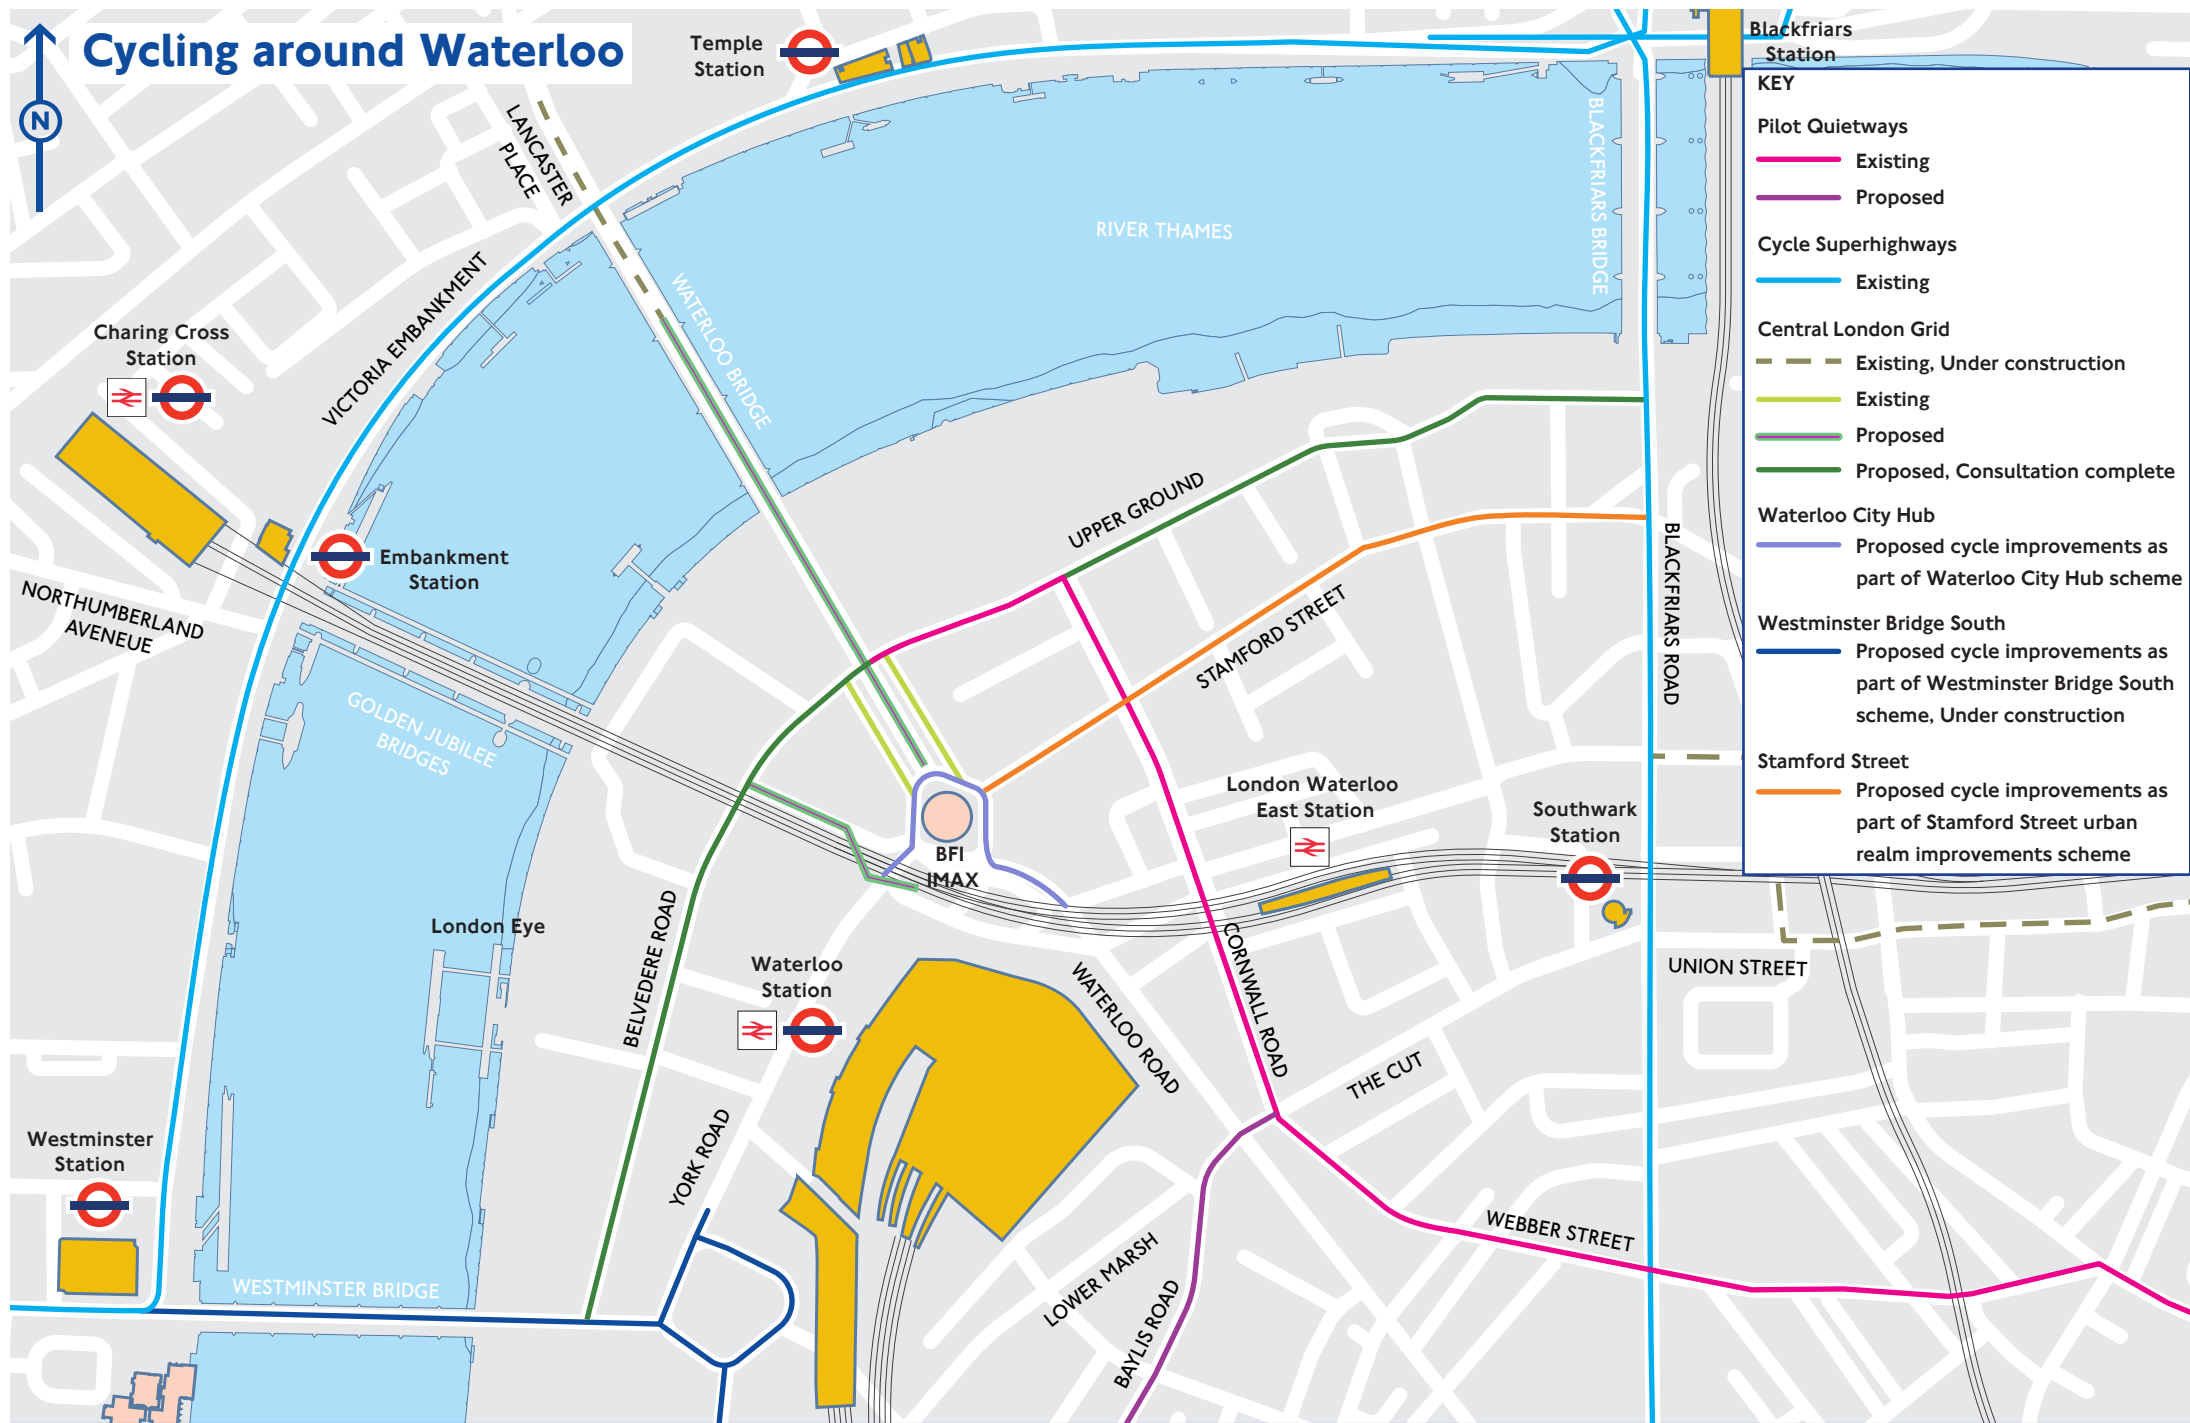 Cycling around Waterloo
N
Temple
Station
Blackfriars
Station
LANCASTER
PLACE
BLACKFRIARS BRIDGE
RIVER THAMES
VICTORIA EMBANKMENT
WATERLOO BRIDGE
Charing Cross
Station
Embankment
Station
NORTHUMBERLAND
AVENEUE
GOLDEN JUBILEE
BRIDGES
UPPER GROUND
STAMFORD STREET
BLACKFRIARS ROAD
London Waterloo
East Station
Southwark
Station
BFI
IMAX
London Eye
BELVEDERE ROAD
Waterloo
Station
WATERLOO ROAD
CORNWALL ROAD
UNION STREET
THE CUT
YORK ROAD
Westminster
Station
WESTMINSTER BRIDGE
LOWER MARSH
BAYLIS ROAD
WEBBER STREET
KEY
Pilot Quietways
Existing
Proposed
Cycle Superhighways
Existing
Central London Grid
Existing, Under construction
Existing
Proposed
Proposed, Consultation complete
Waterloo City Hub
Proposed cycle improvements as
part of Waterloo City Hub scheme
Westminster Bridge South
Proposed cycle improvements as
part of Westminster Bridge South
scheme, Under construction
Stamford Street
Proposed cycle improvements as
part of Stamford Street urban
realm improvements scheme